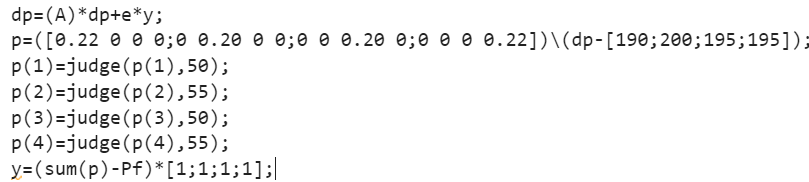 dp=(A)*dp+e*y;
p=([0.22 0 0 0;0 0.20 0 0;0 0 0.20 0;0 0 0 0.22])\(dp-[190;200;195;195]);
p(1)=judge(p(1),50);
p(2)=judge(p(2),55);
p(3)=judge(p(3),50);
p(4)=judge(p(4),55);
y=(sum(p)-Pf)*[1;1;1;1];